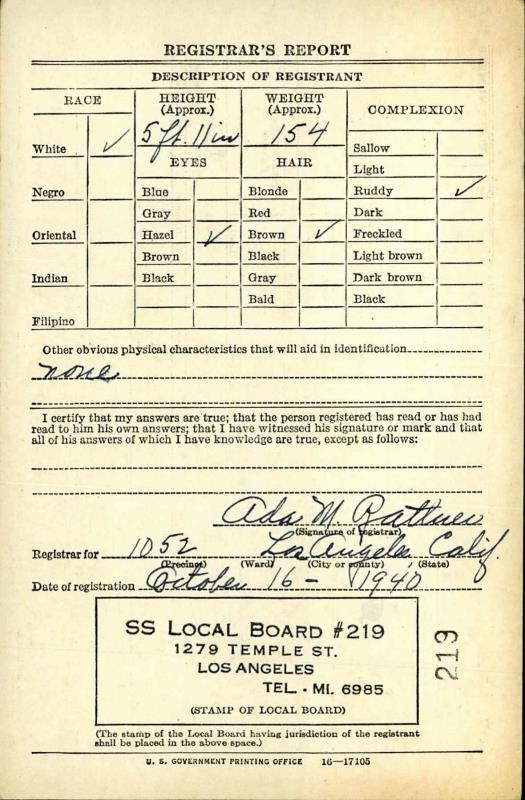 REGISTRAR'S REPORT
DESCRIPTION OF REGISTRANT
RACE
HEIGHT (Approx.)
WEIGHT (Approx.)
COMPLEXION
White ✓
5 ft. 11 in
154
Sallow
Light
EYES
HAIR
Negro
Blue
Blonde
Ruddy ✓
Gray
Red
Dark
Oriental
Hazel ✓
Brown ✓
Freckled
Brown
Black
Light brown
Indian
Black
Gray
Dark brown
Bald
Black
Filipino
Other obvious physical characteristics that will aid in identification
none
I certify that my answers are true; that the person registered has read or has had
read to him his own answers; that I have witnessed his signature or mark and that
all of his answers of which I have knowledge are true, except as follows:
Ada M.
(Signature of registrar)
Registrar for 1052 Los Angeles Calif.
(Precinct) (Ward) (City or county) (State)
Date of registration October 16 - 1940
SS LOCAL BOARD #219
1279 TEMPLE ST.
LOS ANGELES
TEL. - MI. 6985
(STAMP OF LOCAL BOARD)
219
(The stamp of the Local Board having jurisdiction of the registrant
shall be placed in the above space.)
U. S. GOVERNMENT PRINTING OFFICE 16—17105